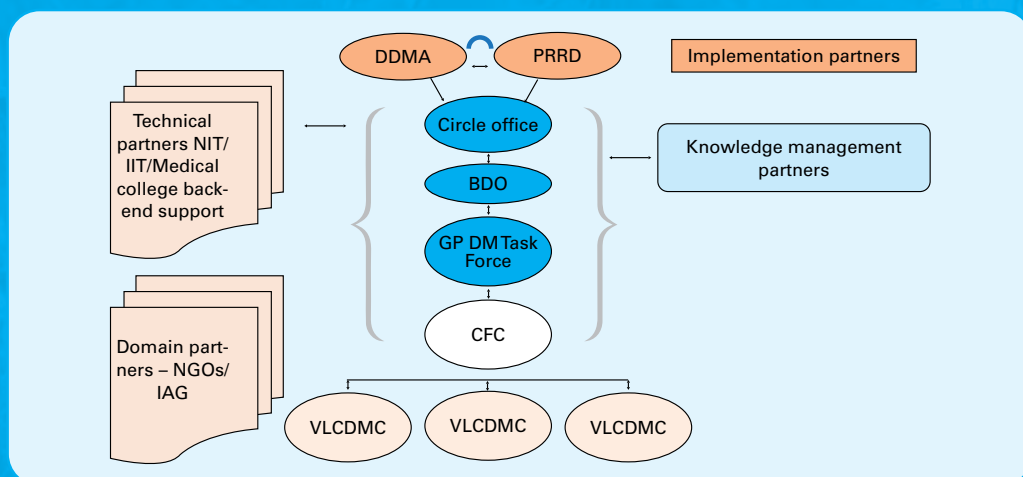 DDMA
PRRD
Implementation partners
Technical
partners NIT/
IIT/Medical
college back-
end support
Circle office
Knowledge management
partners
BDO
GP DM Task
Force
CFC
Domain part-
ners – NGOs/
IAG
VLCDMC
VLCDMC
VLCDMC